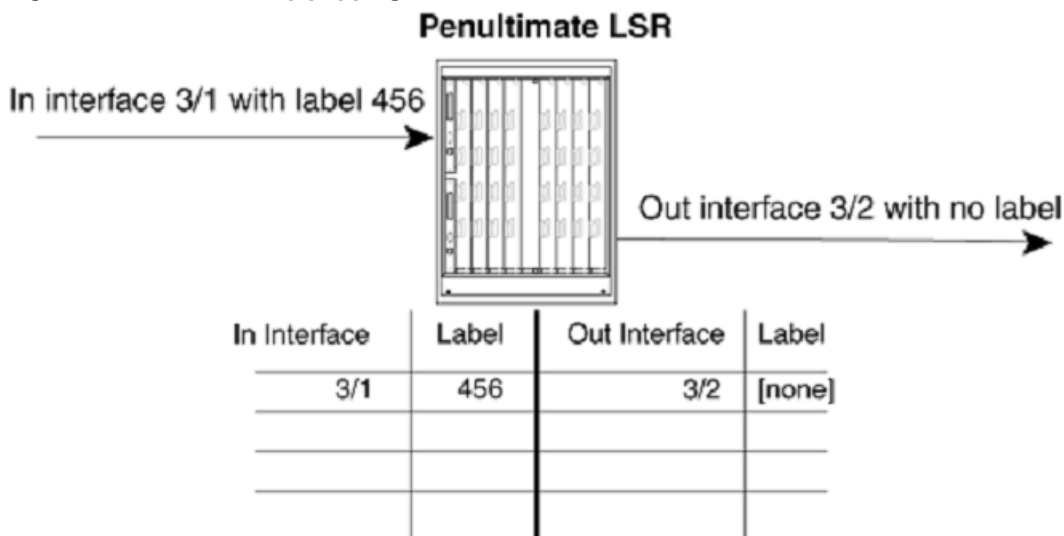 Penultimate LSR
In interface 3/1 with label 456
Out interface 3/2 with no label
In Interface Label Out Interface Label
3/1 456 3/2 [none]